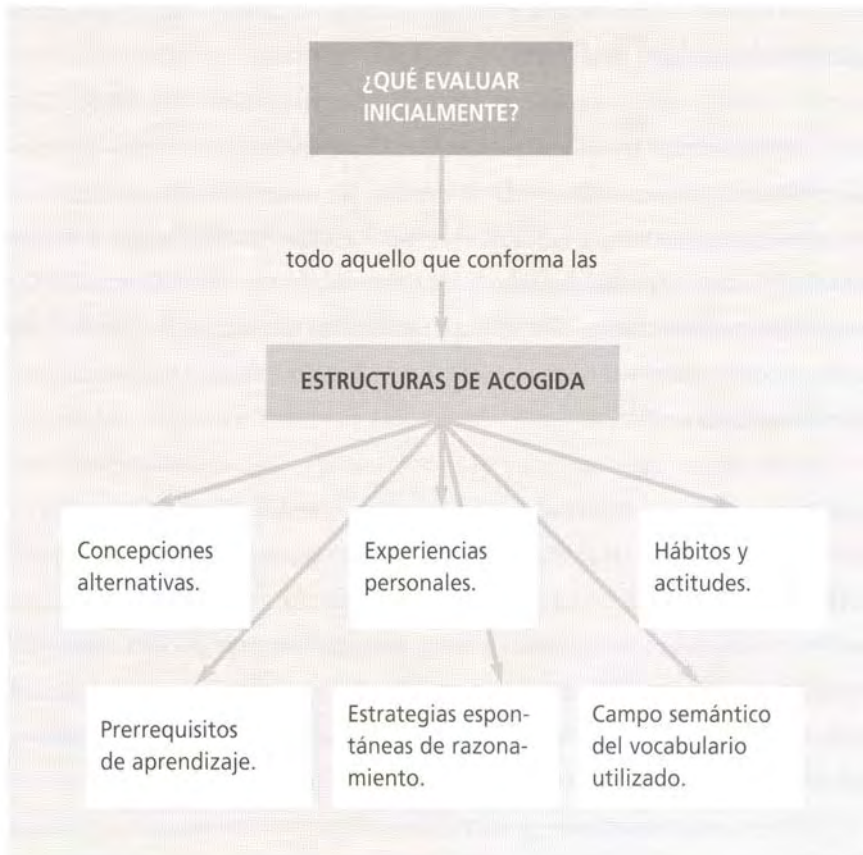 ¿QUÉ EVALUAR
INICIALMENTE?
todo aquello que conforma las
ESTRUCTURAS DE ACOGIDA
Concepciones
alternativas.
Experiencias
personales.
Hábitos y
actitudes.
Prerrequisitos
de aprendizaje.
Estrategias espon-
táneas de razona-
miento.
Campo semántico
del vocabulario
utilizado.